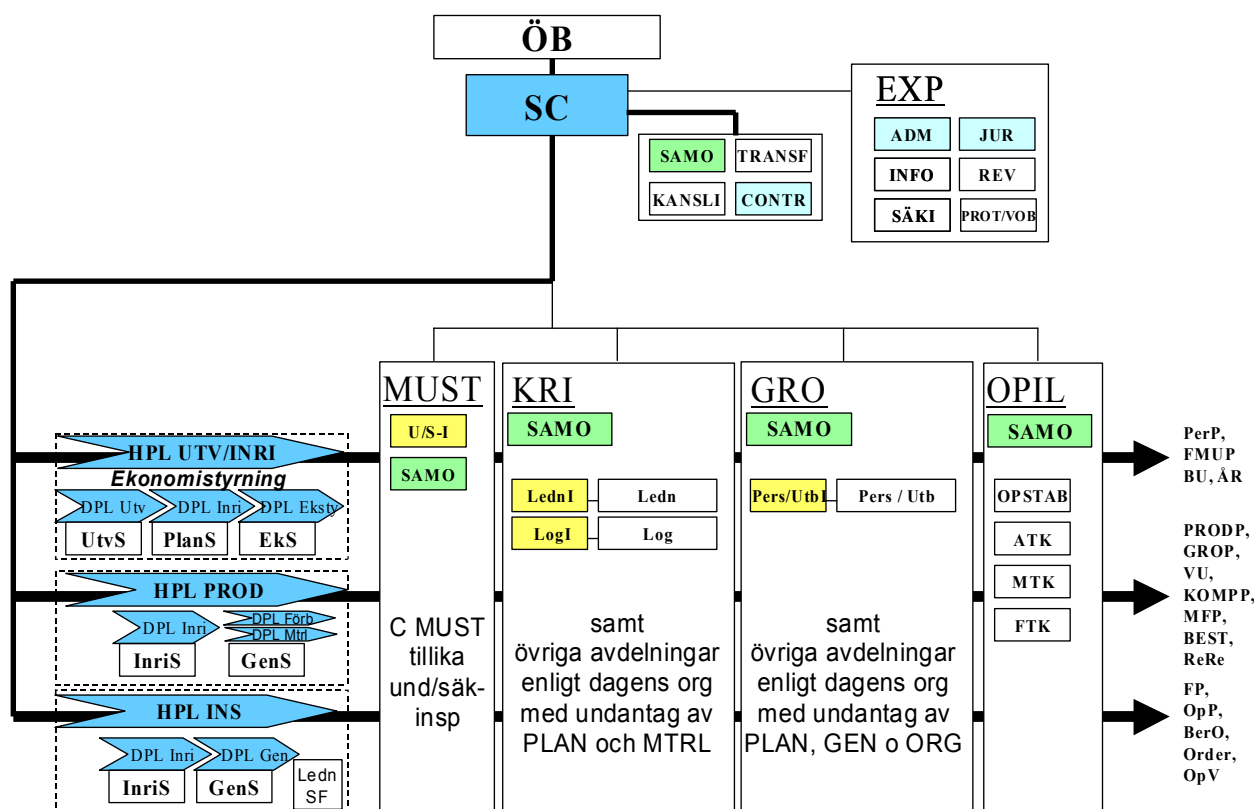 ÖB
SC
EXP
ADM
JUR
INFO
REV
SÄKI
PROT/VOB
SAMO
TRANSF
KANSLI
CONTR
MUST
U/S-I
SAMO
C MUST
tillika
und/säk-
insp
KRI
SAMO
LednI
Ledn
LogI
Log
samt
övriga avdelningar
enligt dagens org
med undantag av
PLAN och MTRL
GRO
SAMO
Pers/UtbI
Pers / Utb
samt
övriga avdelningar
enligt dagens org
med undantag av
PLAN, GEN o ORG
OPIL
SAMO
OPSTAB
ATK
MTK
FTK
HPL UTV/INRI
Ekonomistyrning
DPL Utv
DPL Inri
DPL Eksty
UtvS
PlanS
EkS
HPL PROD
DPL Inri
DPL Förb
DPL Mtrl
InriS
GenS
HPL INS
DPL Inri
DPL Gen
InriS
GenS
Ledn
SF
PerP,
FMUP
BU, ÅR
PRODP,
GROP,
VU,
KOMPP,
MFP,
BEST,
ReRe
FP,
OpP,
BerO,
Order,
OpV